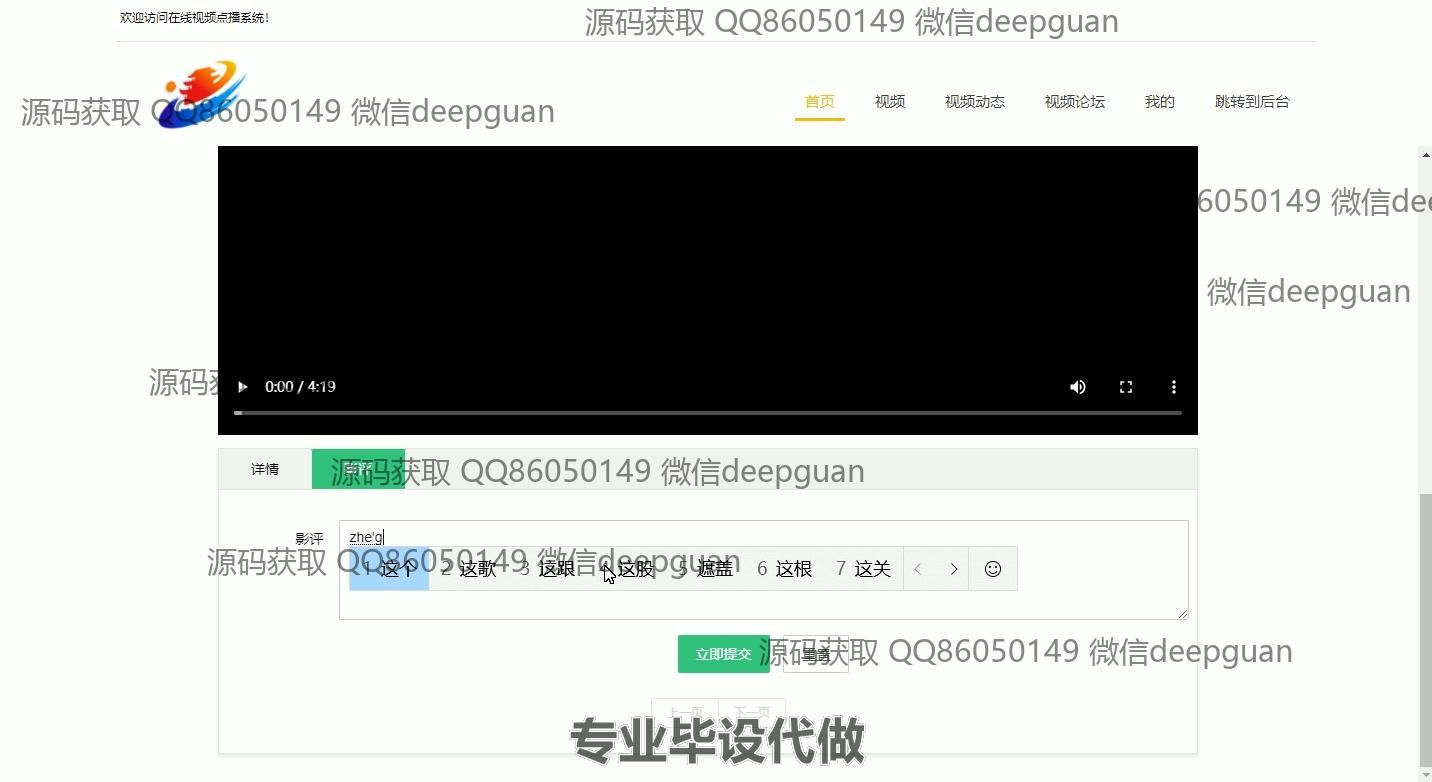 欢迎访问在线视频点播系统!
源码获取 QQ86050149 微信deepguan
源码获取 QQ86050149 微信deepguan
首页 视频 视频动态 视频论坛 我的 跳转到后台
6050149 微信dee
微信deepguan
源码
0:00 / 4:19
详情
源码获取 QQ86050149 微信deepguan
影评 zhe'g
源码获取 QQ86050149 微信deepguan
1 这个 2 这歌 3 这跟 这股 5 遮盖 6 这根 7 这关
立即提交 重置
源码获取 QQ86050149 微信deepguan
上一页 下一页
专业毕设代做